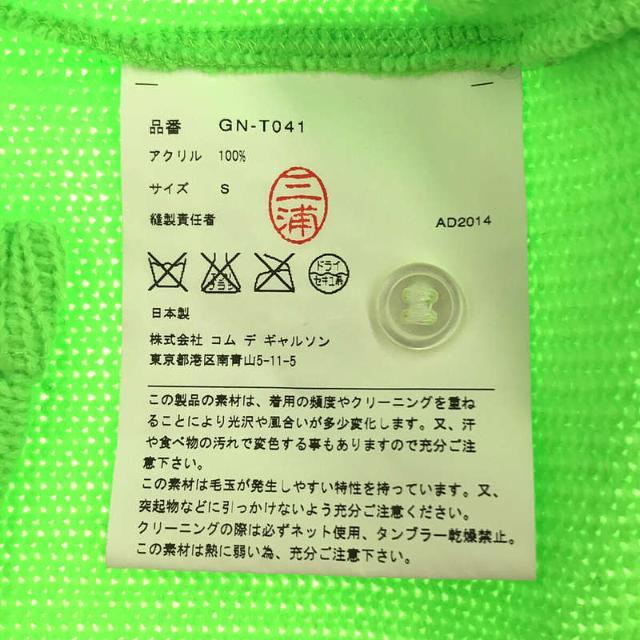 品番 GN-T041
アクリル 100%
サイズ S
三浦
縫製責任者
AD2014
エンソサラシ
ドライ
セキユ系
日本製
株式会社 コム デ ギャルソン
東京都港区南青山5-11-5
この製品の素材は、着用の頻度やクリーニングを重ね
ることにより光沢や風合いが多少変化します。又、汗
や食べ物の汚れで変色する事もありますので充分ご注
意下さい。
この素材は毛玉が発生しやすい特性を持っています。又、
突起物などに引っかけないよう充分ご注意ください。
クリーニングの際は必ずネット使用、タンブラー乾燥禁止。
この素材は熱に弱い為、充分ご注意下さい。